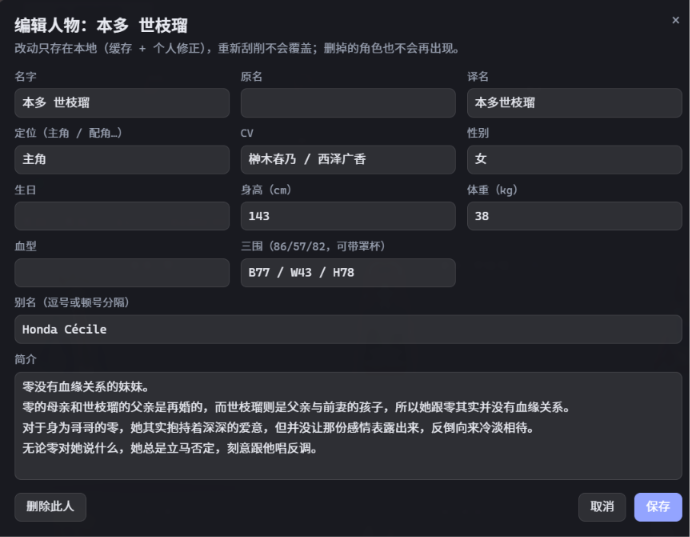 编辑人物：本多 世枝瑠
×
改动只存在本地（缓存 + 个人修正），重新刮削不会覆盖；删掉的角色也不会再出现。
名字 原名 译名
本多 世枝瑠 本多世枝瑠
定位（主角 / 配角…） CV 性别
主角 榊木春乃 / 西泽广香 女
生日 身高（cm） 体重（kg）
143 38
血型 三围（86/57/82，可带罩杯）
B77 / W43 / H78
别名（逗号或顿号分隔）
Honda Cécile
简介
零没有血缘关系的妹妹。
零的母亲和世枝瑠的父亲是再婚的，而世枝瑠则是父亲与前妻的孩子，所以她跟零其实并没有血缘关系。
对于身为哥哥的零，她其实抱持着深深的爱意，但并没让那份感情表露出来，反倒向来冷淡相待。
无论零对她说什么，她总是立马否定，刻意跟他唱反调。
删除此人 取消 保存